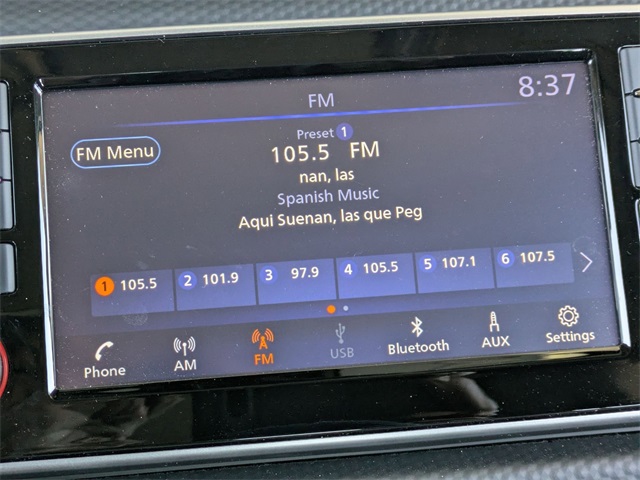 FM
8:37
FM Menu
Preset 1
105.5 FM
nan, las
Spanish Music
Aqui Suenan, las que Peg
1 105.5 2 101.9 3 97.9 4 105.5 5 107.1 6 107.5
Phone AM FM USB Bluetooth AUX Settings